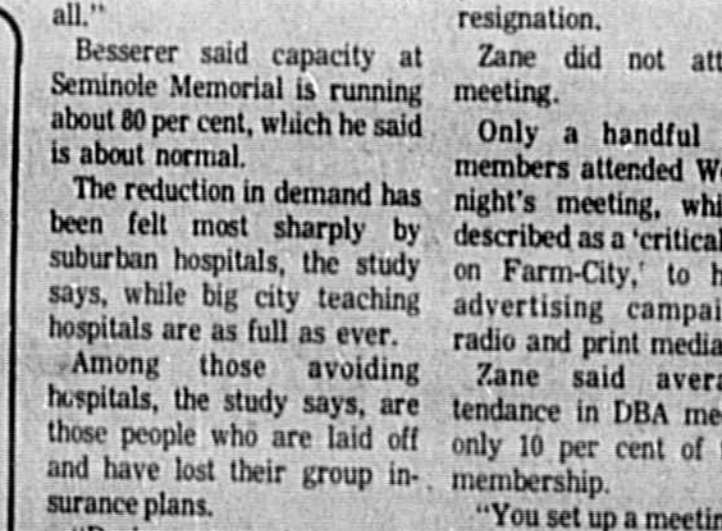 all."
Besserer said capacity at
Seminole Memorial is running
about 80 per cent, which he said
is about normal.
The reduction in demand has
been felt most sharply by
suburban hospitals, the study
says, while big city teaching
hospitals are as full as ever.
Among those avoiding
hospitals, the study says, are
those people who are laid off
and have lost their group in-
surance plans.
resignation.
Zane did not
meeting.
Only a handful
members attended
night's meeting,
described as a 'critical
on Farm-City,' to
advertising
radio and print media
Zane said
tendance in DBA
only 10 per cent of
membership.
"You set up a